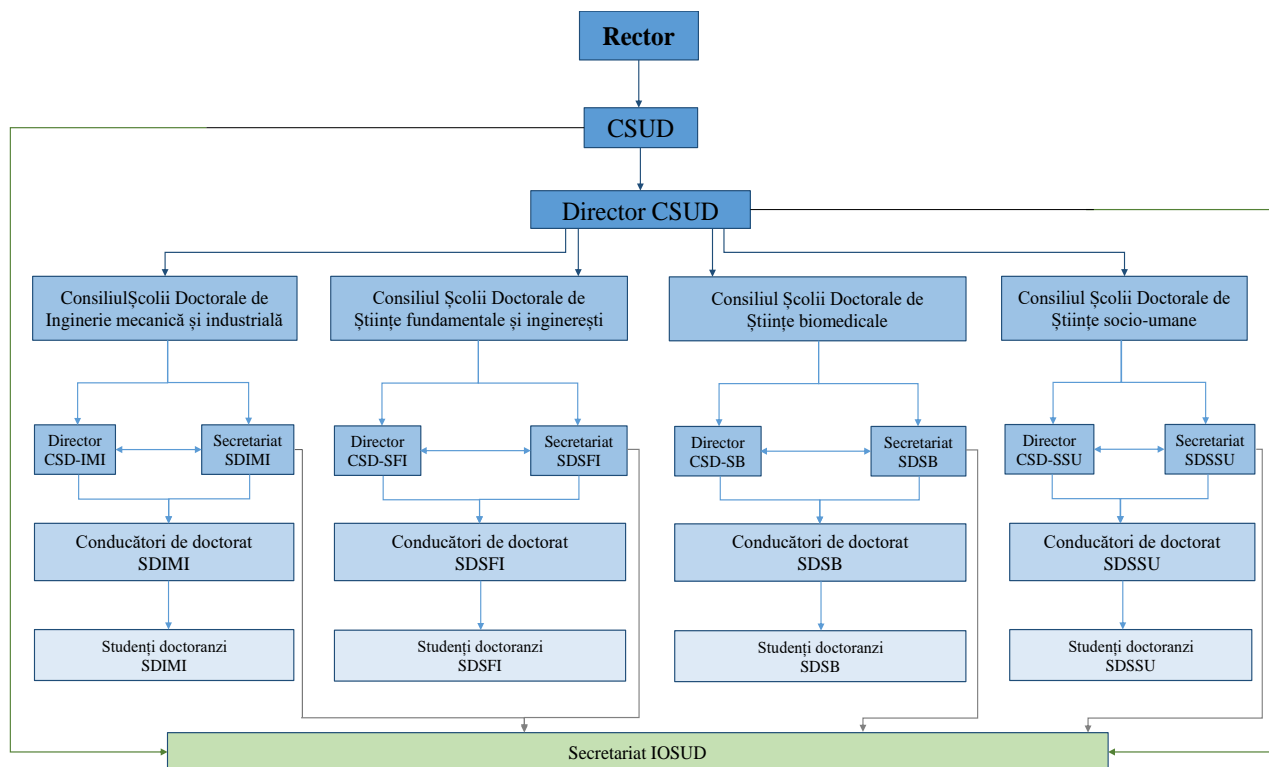 Rector
CSUD
Director CSUD
ConsiliulȘcolii Doctorale de
Inginerie mecanică și industrială
Consiliul Școlii Doctorale de
Științe fundamentale și inginerești
Consiliul Școlii Doctorale de
Științe biomedicale
Consiliul Școlii Doctorale de
Științe socio-umane
Director
CSD-IMI
Secretariat
SDIMI
Director
CSD-SFI
Secretariat
SDSFI
Director
CSD-SB
Secretariat
SDSB
Director
CSD-SSU
Secretariat
SDSSU
Conducători de doctorat
SDIMI
Conducători de doctorat
SDSFI
Conducători de doctorat
SDSB
Conducători de doctorat
SDSSU
Studenți doctoranzi
SDIMI
Studenți doctoranzi
SDSFI
Studenți doctoranzi
SDSB
Studenți doctoranzi
SDSSU
Secretariat IOSUD